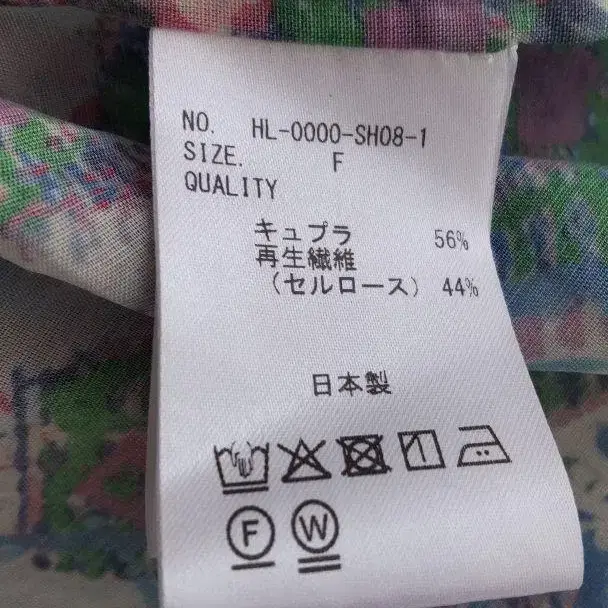 NO. HL-0000-SH08-1
SIZE. F
QUALITY
キュプラ 56%
再生繊維
(セルロース) 44%
日本製
F W